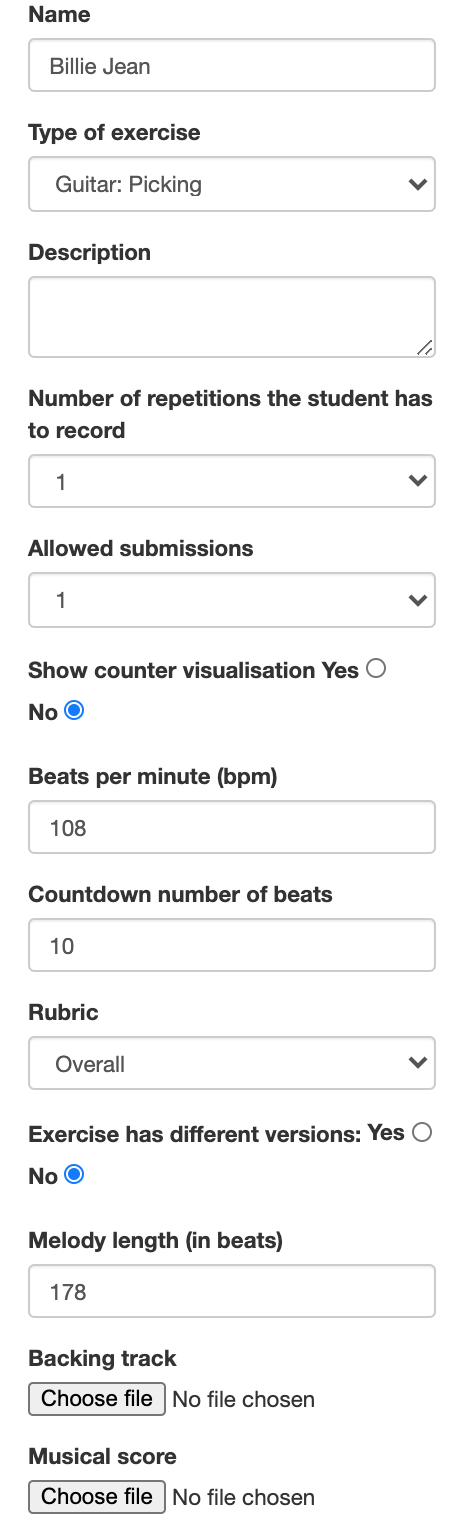 Name
Billie Jean
Type of exercise
Guitar: Picking
Description
Number of repetitions the student has
to record
1
Allowed submissions
1
Show counter visualisation Yes
No
Beats per minute (bpm)
108
Countdown number of beats
10
Rubric
Overall
Exercise has different versions: Yes
No
Melody length (in beats)
178
Backing track
Choose file No file chosen
Musical score
Choose file No file chosen